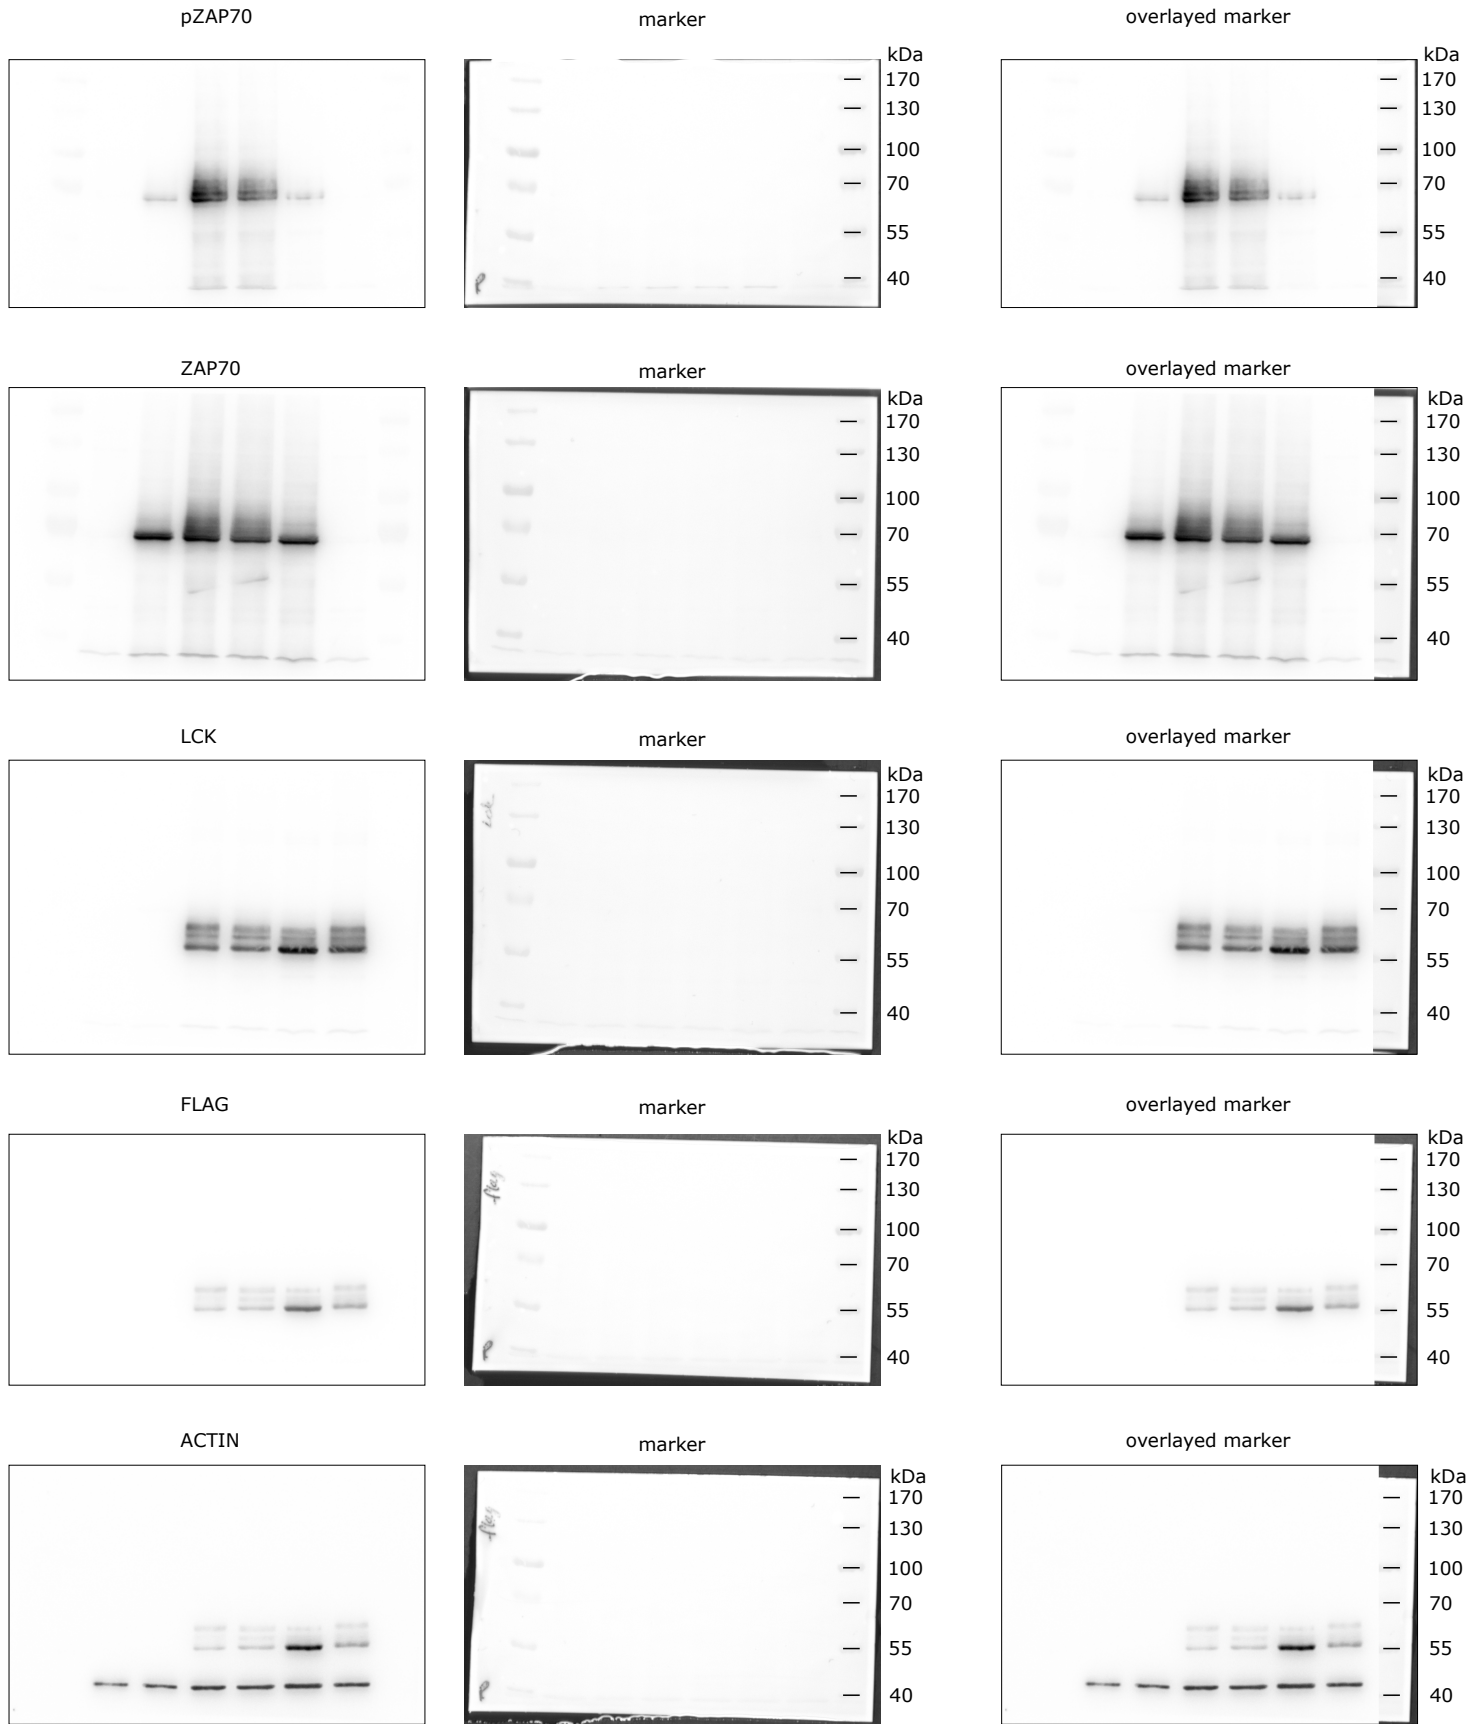 pZAP70 marker overlayed marker
kDa kDa
170 170
130 130
100 100
70 70
55 55
P 40 40
ZAP70 marker overlayed marker
kDa kDa
170 170
130 130
100 100
70 70
55 55
40 40
LCK marker overlayed marker
kDa kDa
170 170
Lck 130 130
100 100
70 70
55 55
40 40
FLAG marker overlayed marker
kDa kDa
170 170
flag 130 130
100 100
70 70
55 55
P 40 40
ACTIN marker overlayed marker
kDa kDa
170 170
flag 130 130
100 100
70 70
55 55
P 40 40